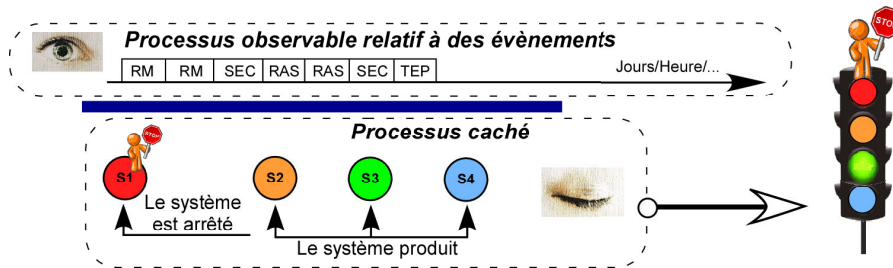 Processus observable relatif à des évènements
RM RM SEC RAS RAS SEC TEP
Jours/Heure/...
STOP
Processus caché
STOP
S1 S2 S3 S4
Le système
est arrêté
Le système produit